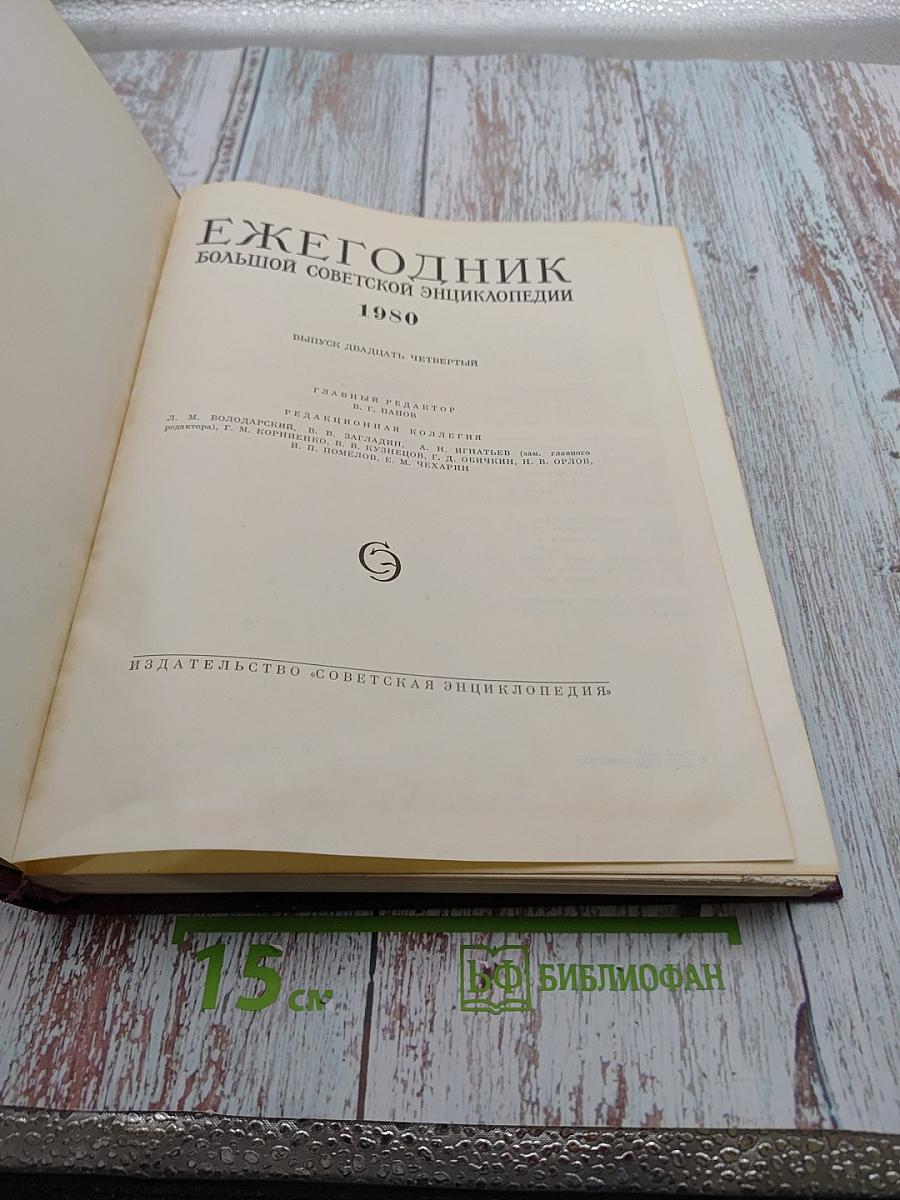 ЕЖЕГОДНИК
БОЛЬШОЙ СОВЕТСКОЙ ЭНЦИКЛОПЕДИИ
1980
ВЫПУСК ДВАДЦАТЬ ЧЕТВЕРТЫЙ
ГЛАВНЫЙ РЕДАКТОР
В. Г. ПАНОВ
РЕДАКЦИОННАЯ КОЛЛЕГИЯ
Л. М. ВОЛОДАРСКИЙ, В. В. ЗАГЛАДИН, А. Н. ИГНАТЬЕВ (зам. главного
редактора), Г. М. КОРНИЕНКО, В. В. КУЗНЕЦОВ, Г. Д. ОБИЧКИН, Н. В. ОРЛОВ,
И. П. ПОМЕЛОВ, Е. М. ЧЕХАРИН
СЭ
ИЗДАТЕЛЬСТВО «СОВЕТСКАЯ ЭНЦИКЛОПЕДИЯ»
15 см
БФ БИБЛИОФАН